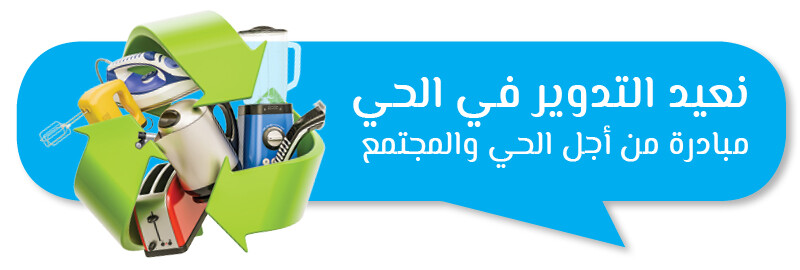 نعيد التدوير في الحي
مبادرة من أجل الحي والمجتمع